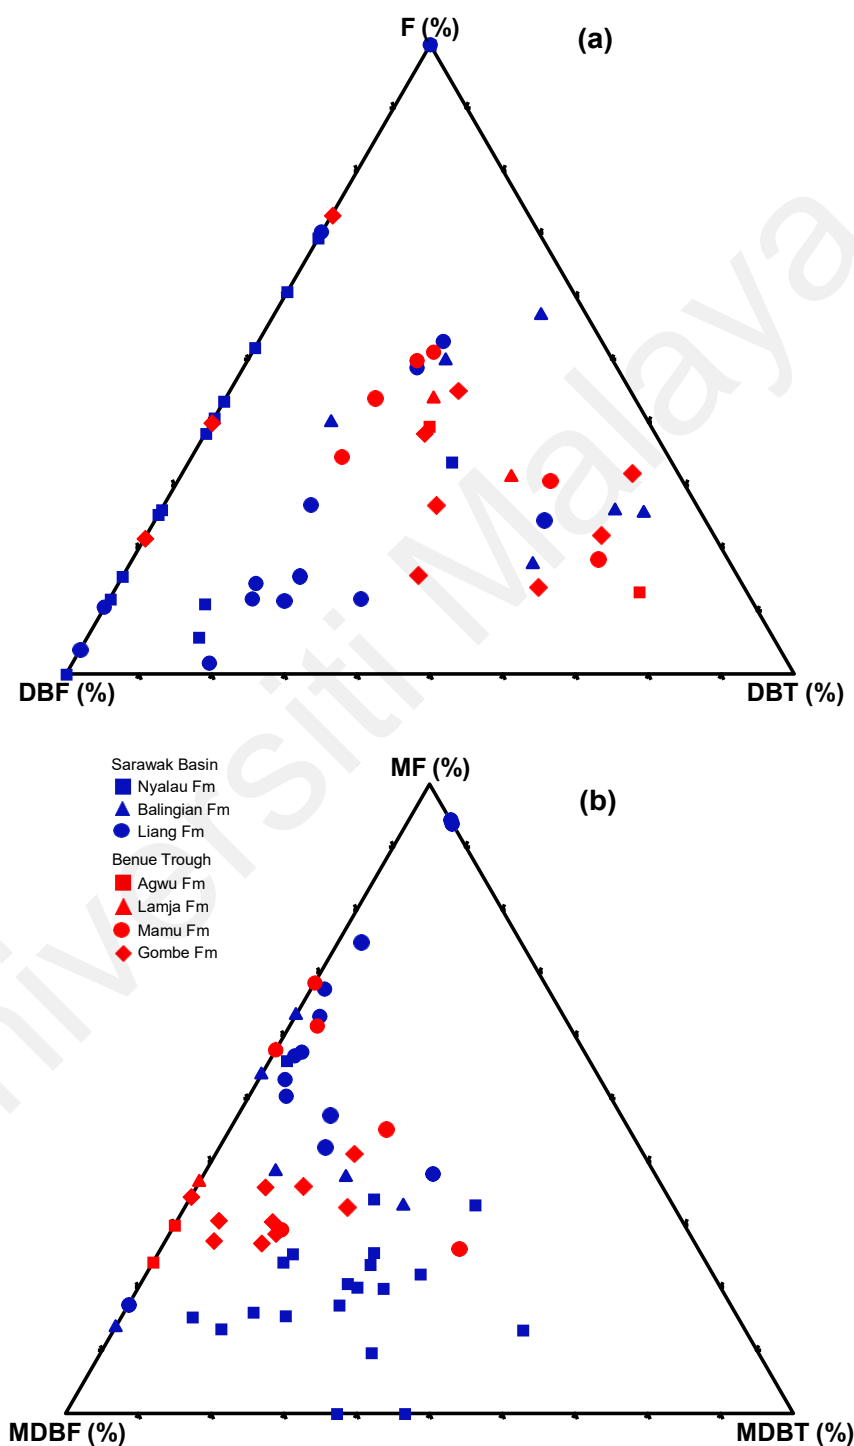 F (%)
(a)
DBF (%)
DBT (%)
Sarawak Basin
Nyalau Fm
Balingian Fm
Liang Fm
Benue Trough
Agwu Fm
Lamja Fm
Mamu Fm
Gombe Fm
MF (%)
(b)
MDBF (%)
MDBT (%)
Universiti Malaya